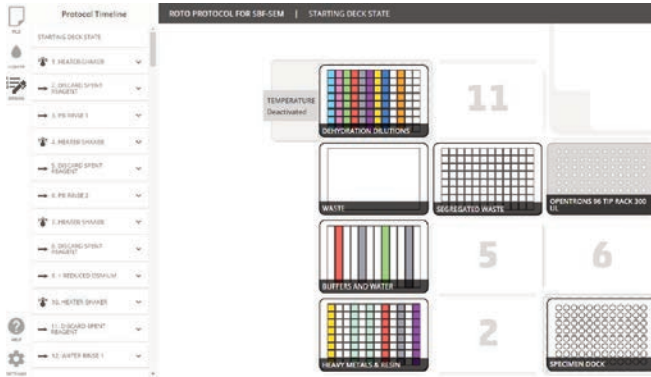 Protocol Timeline
ROTO PROTOCOL FOR SBF-SEM | STARTING DECK STATE
FILE
LIQUIDS
DESIGN
STARTING DECK STATE
1. HEATER-SHAKER
2. DISCARD SPENT
REAGENT
3. PB RINSE 1
4. HEATER-SHAKER
5. DISCARD SPENT
REAGENT
6. PB RINSE 2
7. HEATER-SHAKER
8. DISCARD SPENT
REAGENT
9. 1 REDUCED OSMIUM
10. HEATER-SHAKER
11. DISCARD SPENT
REAGENT
12. WATER RINSE 1
HELP
SETTINGS
TEMPERATURE
Deactivated
DEHYDRATION DILUTIONS
11
WASTE
SEGREGATED WASTE
OPENTRONS 96 TIP RACK 300
UL
BUFFERS AND WATER
5
6
HEAVY METALS & RESIN
2
SPECIMEN DOCK